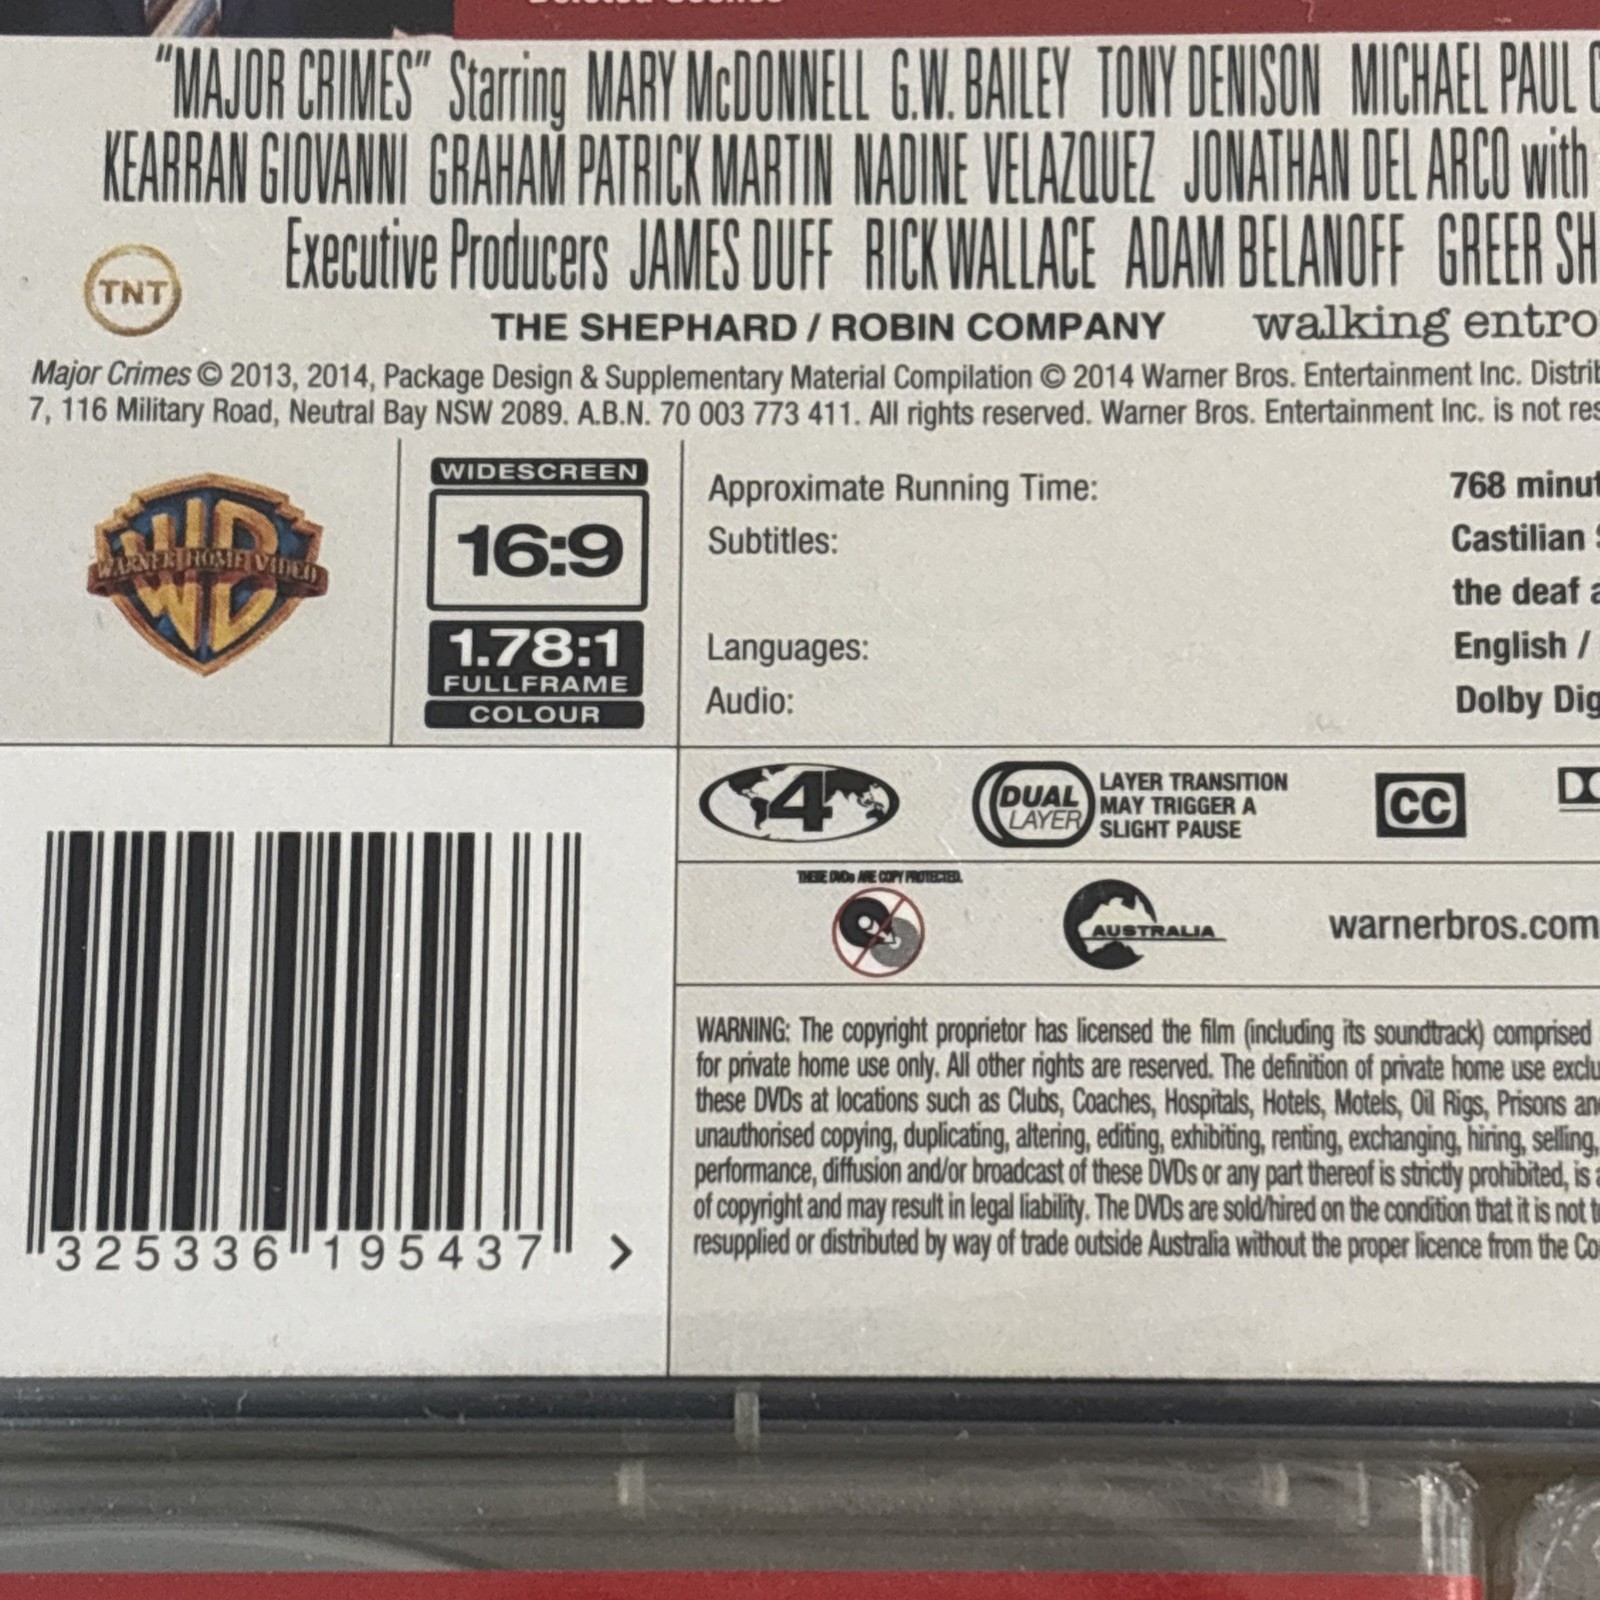 "MAJOR CRIMES" Starring MARY McDONNELL G.W. BAILEY TONY DENISON MICHAEL PAUL
KEARRAN GIOVANNI GRAHAM PATRICK MARTIN NADINE VELAZQUEZ JONATHAN DEL ARCO with
Executive Producers JAMES DUFF RICK WALLACE ADAM BELANOFF GREER SH
TNT
THE SHEPHARD / ROBIN COMPANY walking entro
Major Crimes © 2013, 2014, Package Design & Supplementary Material Compilation © 2014 Warner Bros. Entertainment Inc. Distrib
7, 116 Military Road, Neutral Bay NSW 2089. A.B.N. 70 003 773 411. All rights reserved. Warner Bros. Entertainment Inc. is not res
WARNER HOME VIDEO
WIDESCREEN
16:9
1.78:1
FULLFRAME
COLOUR
Approximate Running Time: 768 minut
Subtitles: Castilian
the deaf a
Languages: English /
Audio: Dolby Dig
4
DUAL
LAYER
LAYER TRANSITION
MAY TRIGGER A
SLIGHT PAUSE
CC
THESE DVDs ARE COPY PROTECTED.
AUSTRALIA
warnerbros.com
325336 195437 >
WARNING: The copyright proprietor has licensed the film (including its soundtrack) comprised
for private home use only. All other rights are reserved. The definition of private home use exclu
these DVDs at locations such as Clubs, Coaches, Hospitals, Hotels, Motels, Oil Rigs, Prisons and
unauthorised copying, duplicating, altering, editing, exhibiting, renting, exchanging, hiring, selling,
performance, diffusion and/or broadcast of these DVDs or any part thereof is strictly prohibited, is a
of copyright and may result in legal liability. The DVDs are sold/hired on the condition that it is not t
resupplied or distributed by way of trade outside Australia without the proper licence from the Co